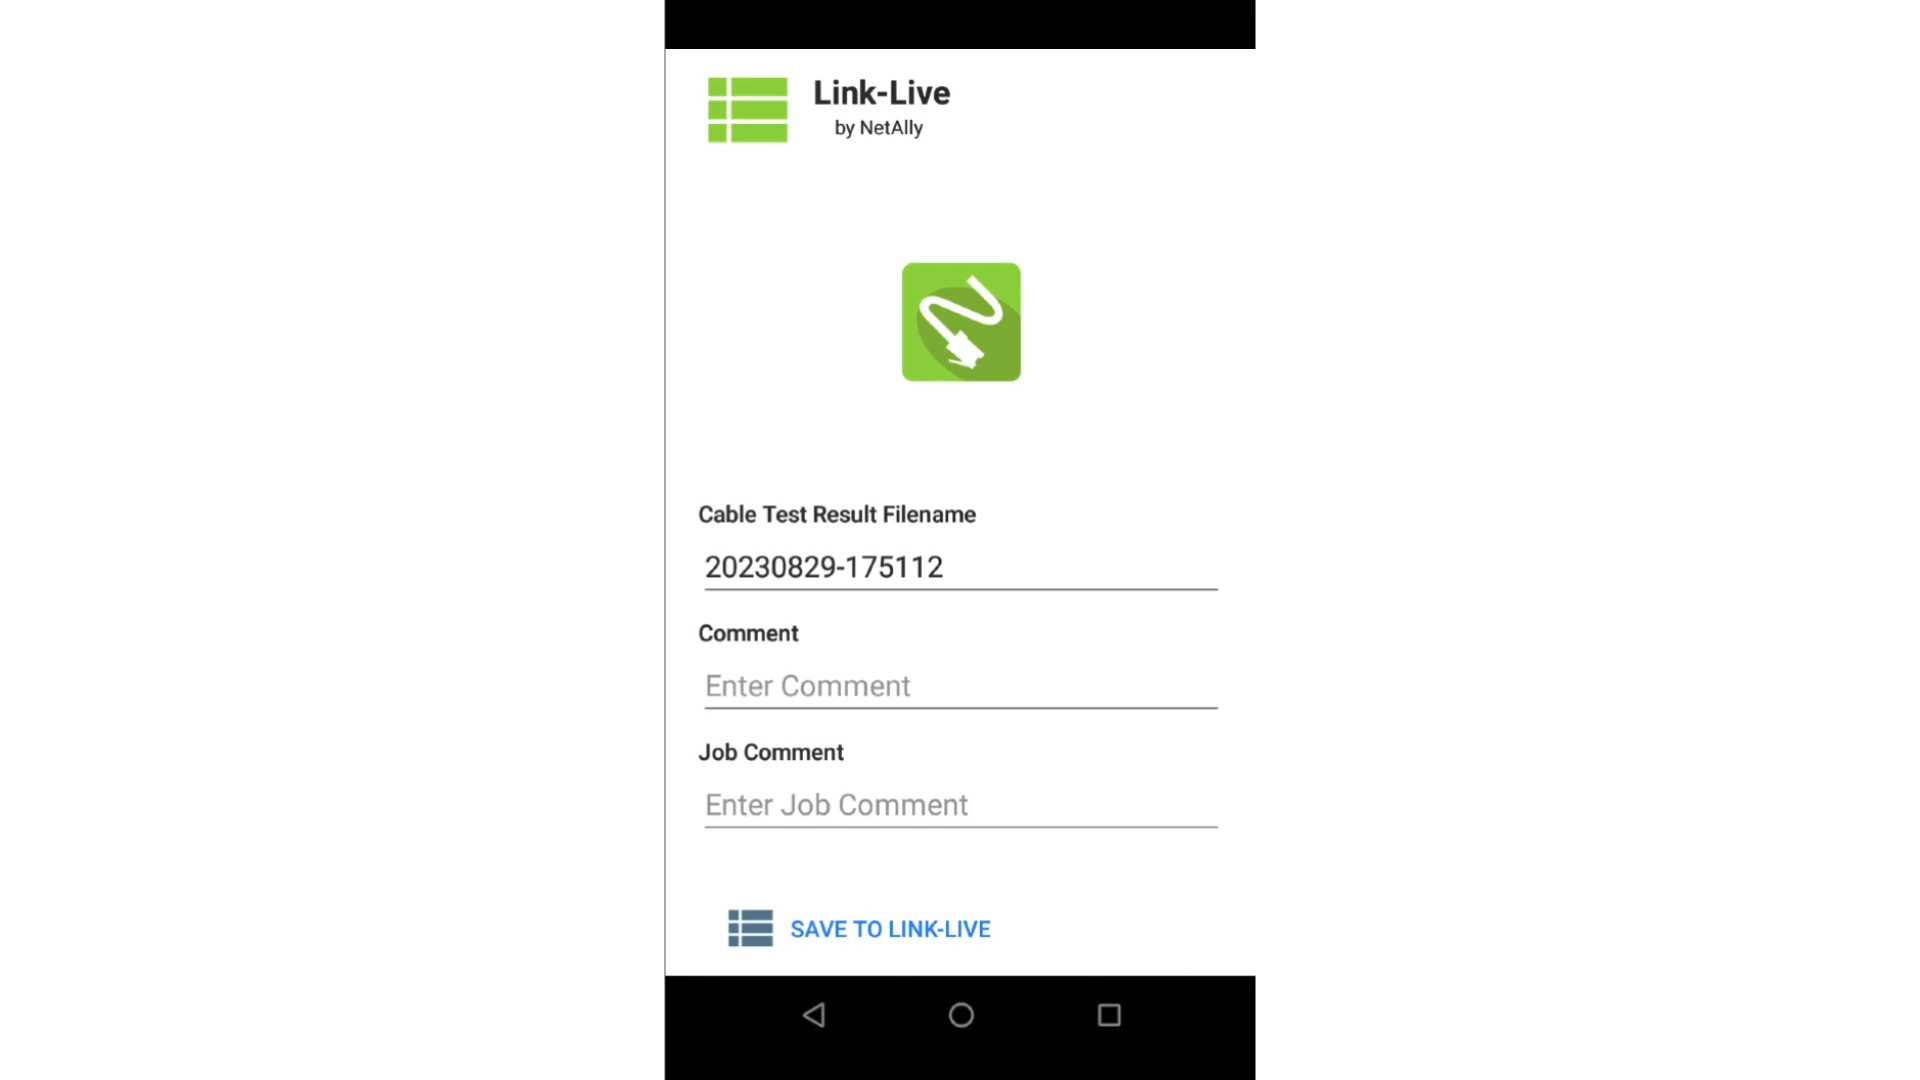 Link-Live
by NetAlly
Cable Test Result Filename
20230829-175112
Comment
Enter Comment
Job Comment
Enter Job Comment
SAVE TO LINK-LIVE